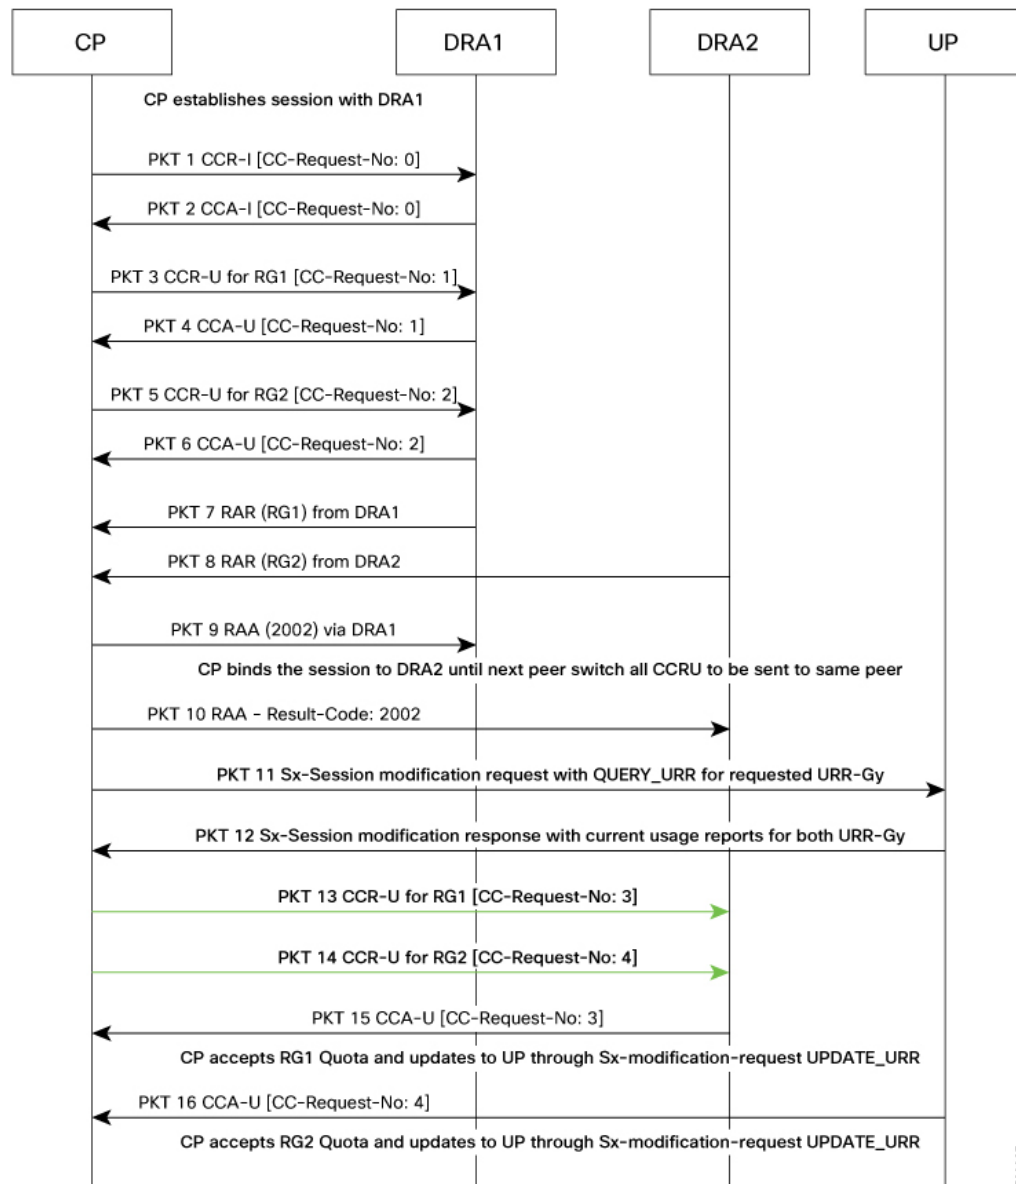 CP DRA1 DRA2 UP
CP establishes session with DRA1
PKT 1 CCR-I [CC-Request-No: 0]
PKT 2 CCA-I [CC-Request-No: 0]
PKT 3 CCR-U for RG1 [CC-Request-No: 1]
PKT 4 CCA-U [CC-Request-No: 1]
PKT 5 CCR-U for RG2 [CC-Request-No: 2]
PKT 6 CCA-U [CC-Request-No: 2]
PKT 7 RAR (RG1) from DRA1
PKT 8 RAR (RG2) from DRA2
PKT 9 RAA (2002) via DRA1
CP binds the session to DRA2 until next peer switch all CCRU to be sent to same peer
PKT 10 RAA - Result-Code: 2002
PKT 11 Sx-Session modification request with QUERY_URR for requested URR-Gy
PKT 12 Sx-Session modification response with current usage reports for both URR-Gy
PKT 13 CCR-U for RG1 [CC-Request-No: 3]
PKT 14 CCR-U for RG2 [CC-Request-No: 4]
PKT 15 CCA-U [CC-Request-No: 3]
CP accepts RG1 Quota and updates to UP through Sx-modification-request UPDATE_URR
PKT 16 CCA-U [CC-Request-No: 4]
CP accepts RG2 Quota and updates to UP through Sx-modification-request UPDATE_URR